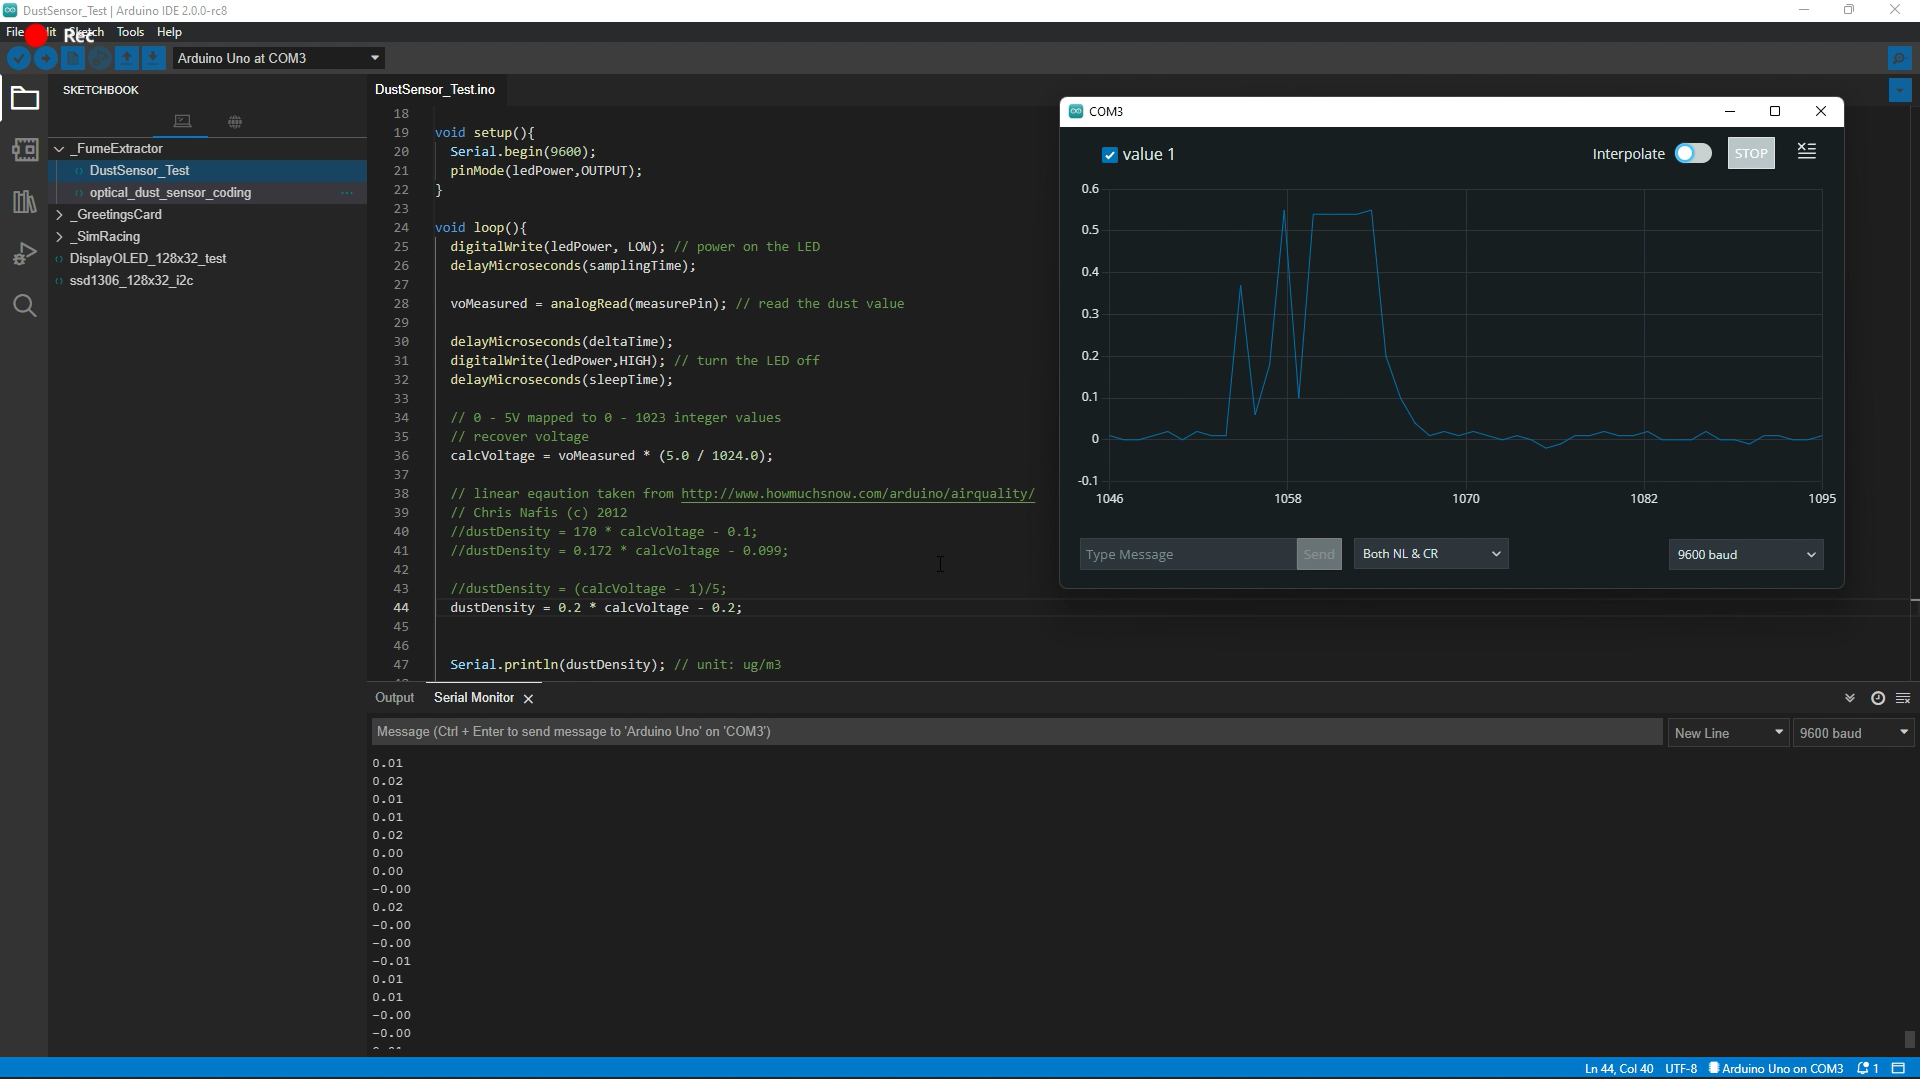 DustSensor_Test | Arduino IDE 2.0.0-rc8
File
Sketch
Tools
Help
Rec
Arduino Uno at COM3
SKETCHBOOK
_FumeExtractor
DustSensor_Test
optical_dust_sensor_coding
_GreetingsCard
_SimRacing
DisplayOLED_128x32_test
ssd1306_128x32_i2c
DustSensor_Test.ino
18
19 void setup(){
20 Serial.begin(9600);
21 pinMode(ledPower,OUTPUT);
22 }
23
24 void loop(){
25 digitalWrite(ledPower, LOW); // power on the LED
26 delayMicroseconds(samplingTime);
27
28 voMeasured = analogRead(measurePin); // read the dust value
29
30 delayMicroseconds(deltaTime);
31 digitalWrite(ledPower,HIGH); // turn the LED off
32 delayMicroseconds(sleepTime);
33
34 // 0 - 5V mapped to 0 - 1023 integer values
35 // recover voltage
36 calcVoltage = voMeasured * (5.0 / 1024.0);
37
38 // linear eqaution taken from http://www.howmuchsnow.com/arduino/airquality/
39 // Chris Nafis (c) 2012
40 //dustDensity = 170 * calcVoltage - 0.1;
41 //dustDensity = 0.172 * calcVoltage - 0.099;
42
43 //dustDensity = (calcVoltage - 1)/5;
44 dustDensity = 0.2 * calcVoltage - 0.2;
45
46
47 Serial.println(dustDensity); // unit: ug/m3
COM3
value 1
Interpolate
STOP
0.6
0.5
0.4
0.3
0.2
0.1
0
-0.1
1046 1058 1070 1082 1095
Type Message
Send
Both NL & CR
9600 baud
Output
Serial Monitor
Message (Ctrl + Enter to send message to 'Arduino Uno' on 'COM3')
New Line
9600 baud
0.01
0.02
0.01
0.01
0.02
0.00
0.00
-0.00
0.02
-0.00
-0.00
-0.01
0.01
0.01
-0.00
-0.00
Ln 44, Col 40
UTF-8
Arduino Uno on COM3
1